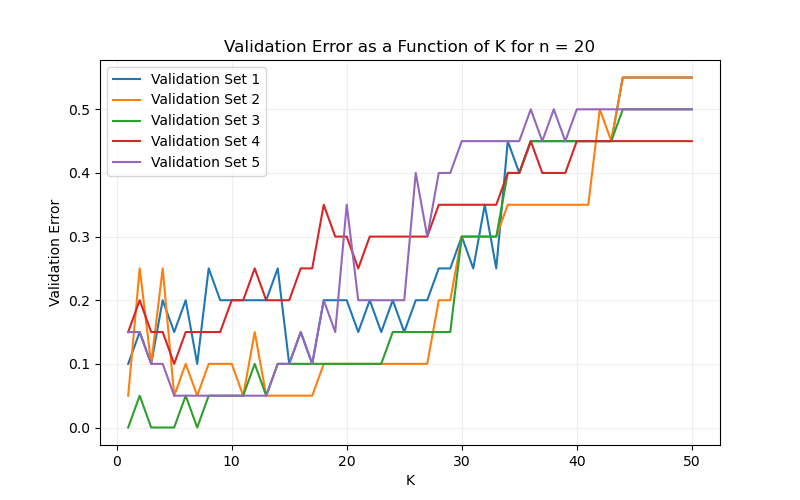 Validation Error as a Function of K for n = 20
Validation Set 1
Validation Set 2
Validation Set 3
Validation Set 4
Validation Set 5
Validation Error
0.5
0.4
0.3
0.2
0.1
0.0
0 10 20 30 40 50
K